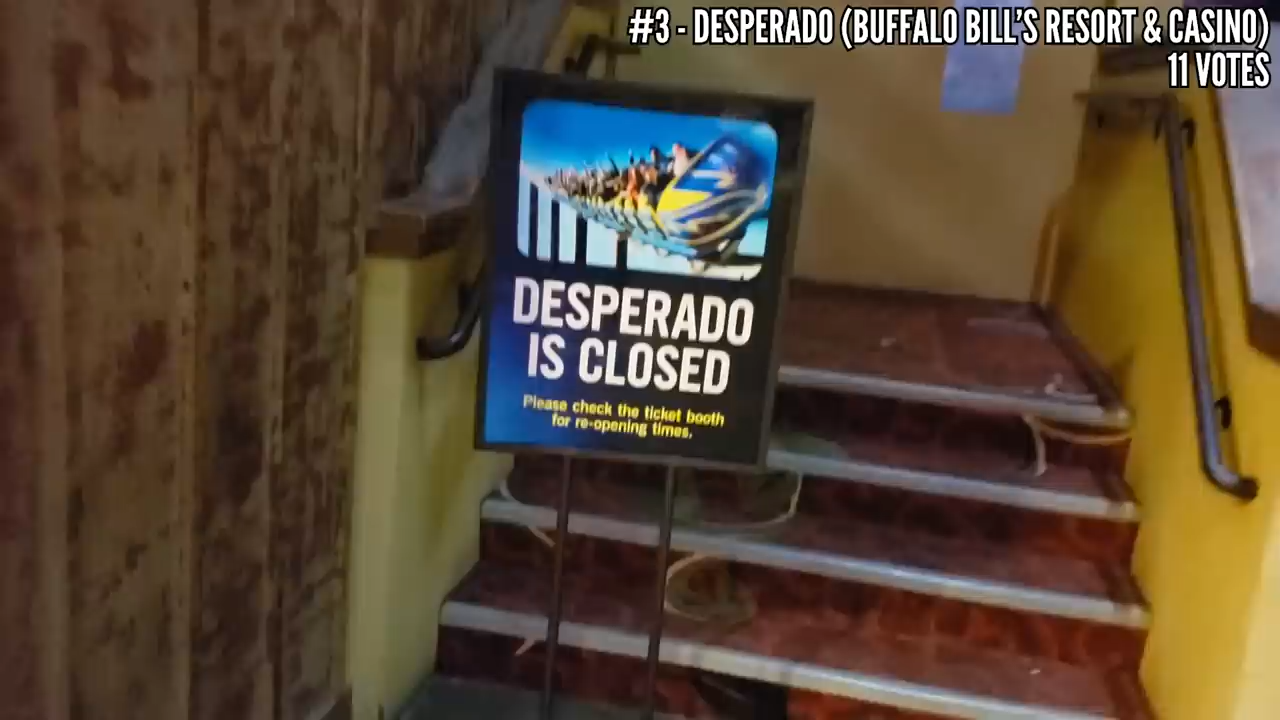 #3 - DESPERADO (BUFFALO BILL'S RESORT & CASINO)
11 VOTES
DESPERADO
IS CLOSED
Please check the ticket booth
for re-opening times.